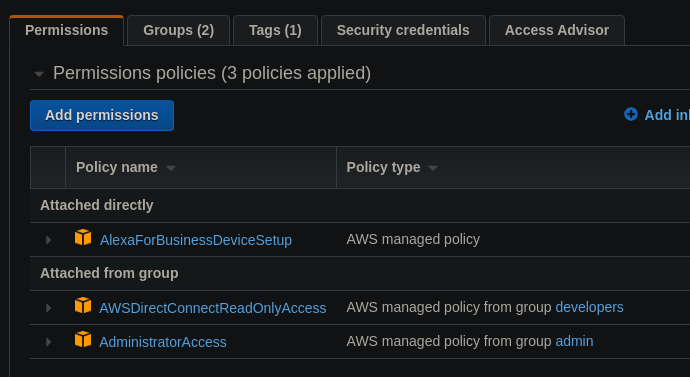 Permissions Groups (2) Tags (1) Security credentials Access Advisor
Permissions policies (3 policies applied)
Add permissions Add
Policy name Policy type
Attached directly
AlexaForBusinessDeviceSetup AWS managed policy
Attached from group
AWSDirectConnectReadOnlyAccess AWS managed policy from group developers
AdministratorAccess AWS managed policy from group admin